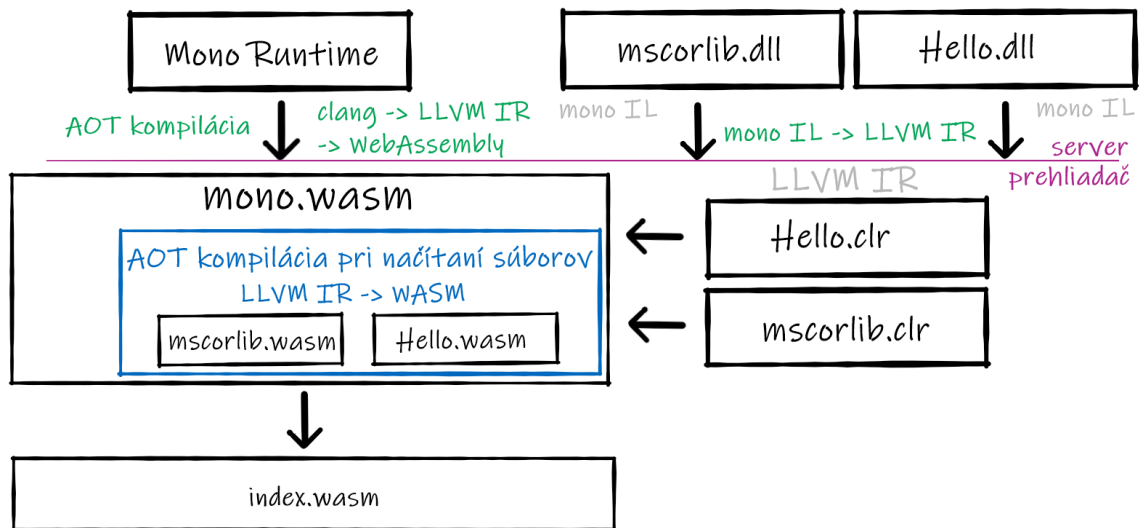 Mono Runtime
mscorlib.dll
Hello.dll
AOT kompilácia
clang -> LLVM IR
-> WebAssembly
mono IL
mono IL -> LLVM IR
mono IL
server
prehliadač
mono.wasm
LLVM IR
Hello.clr
AOT kompilácia pri načítaní súborov
LLVM IR -> WASM
mscorlib.wasm
Hello.wasm
mscorlib.clr
index.wasm